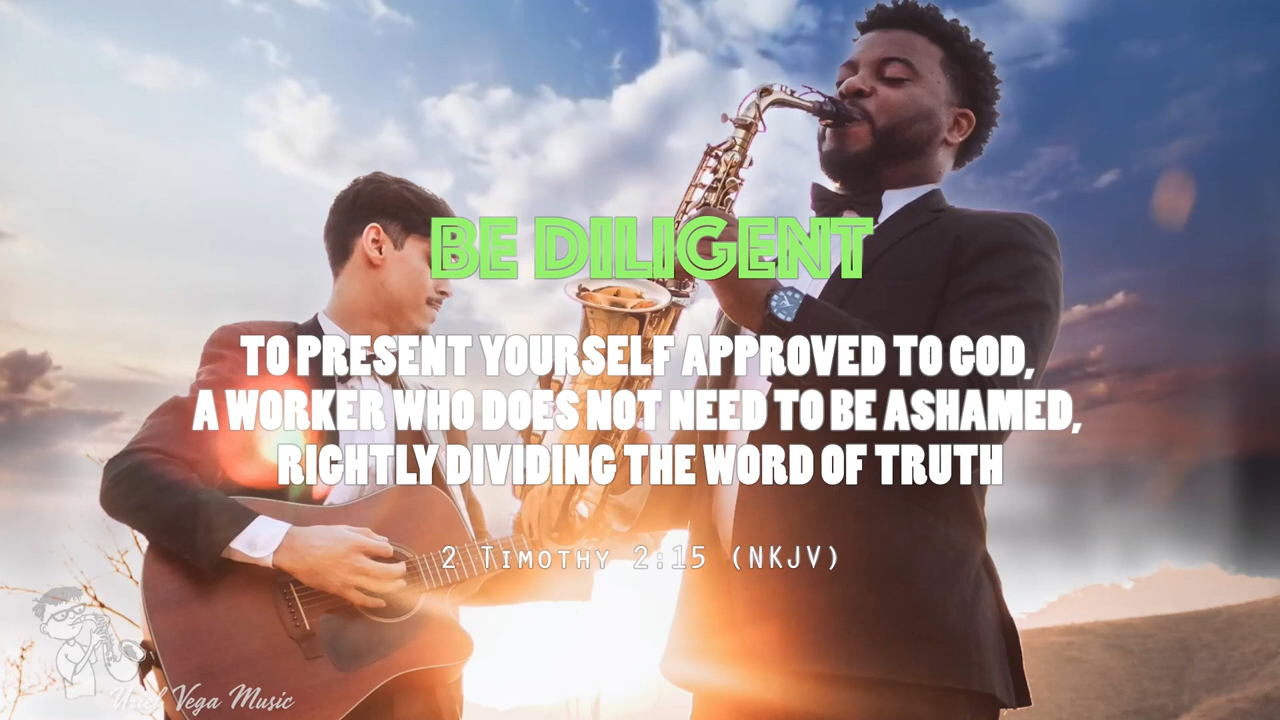 BE DILIGENT
TO PRESENT YOURSELF APPROVED TO GOD,
A WORKER WHO DOES NOT NEED TO BE ASHAMED,
RIGHTLY DIVIDING THE WORD OF TRUTH
2 Timothy 2:15 (NKJV)
Uriel Vega Music